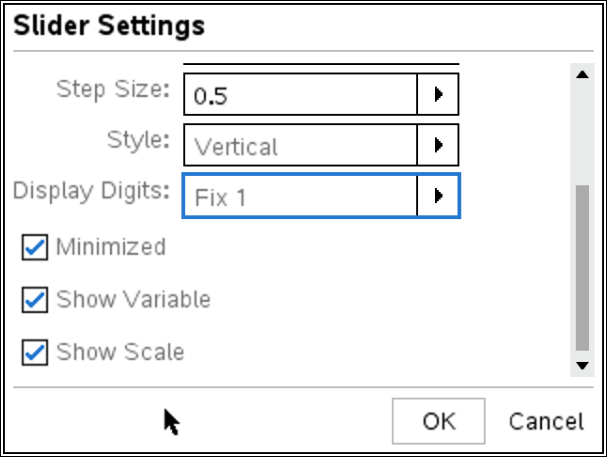 Slider Settings
Step Size: 0.5
Style: Vertical
Display Digits: Fix 1
Minimized
Show Variable
Show Scale
OK Cancel